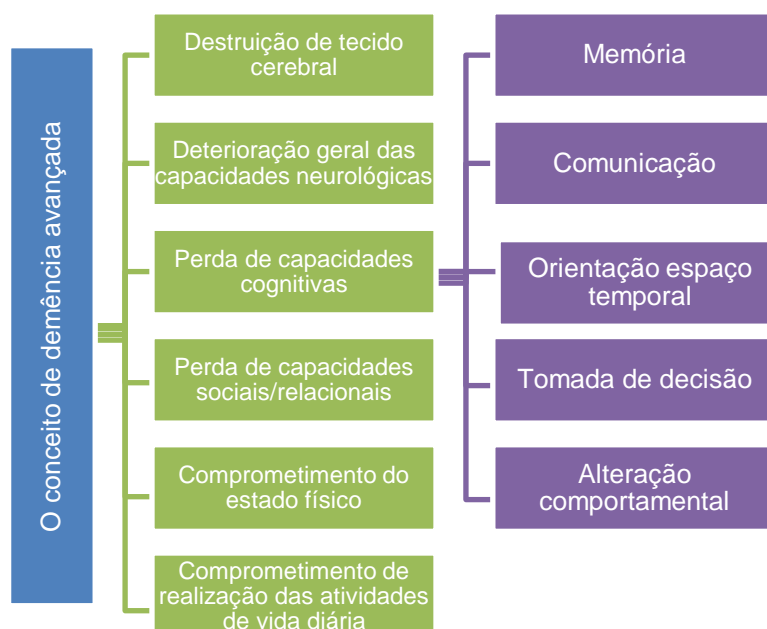 O conceito de demência avançada
Destruição de tecido
cerebral
Deterioração geral das
capacidades neurológicas
Perda de capacidades
cognitivas
Perda de capacidades
sociais/relacionais
Comprometimento do
estado físico
Comprometimento de
realização das atividades
de vida diária
Memória
Comunicação
Orientação espaço
temporal
Tomada de decisão
Alteração
comportamental